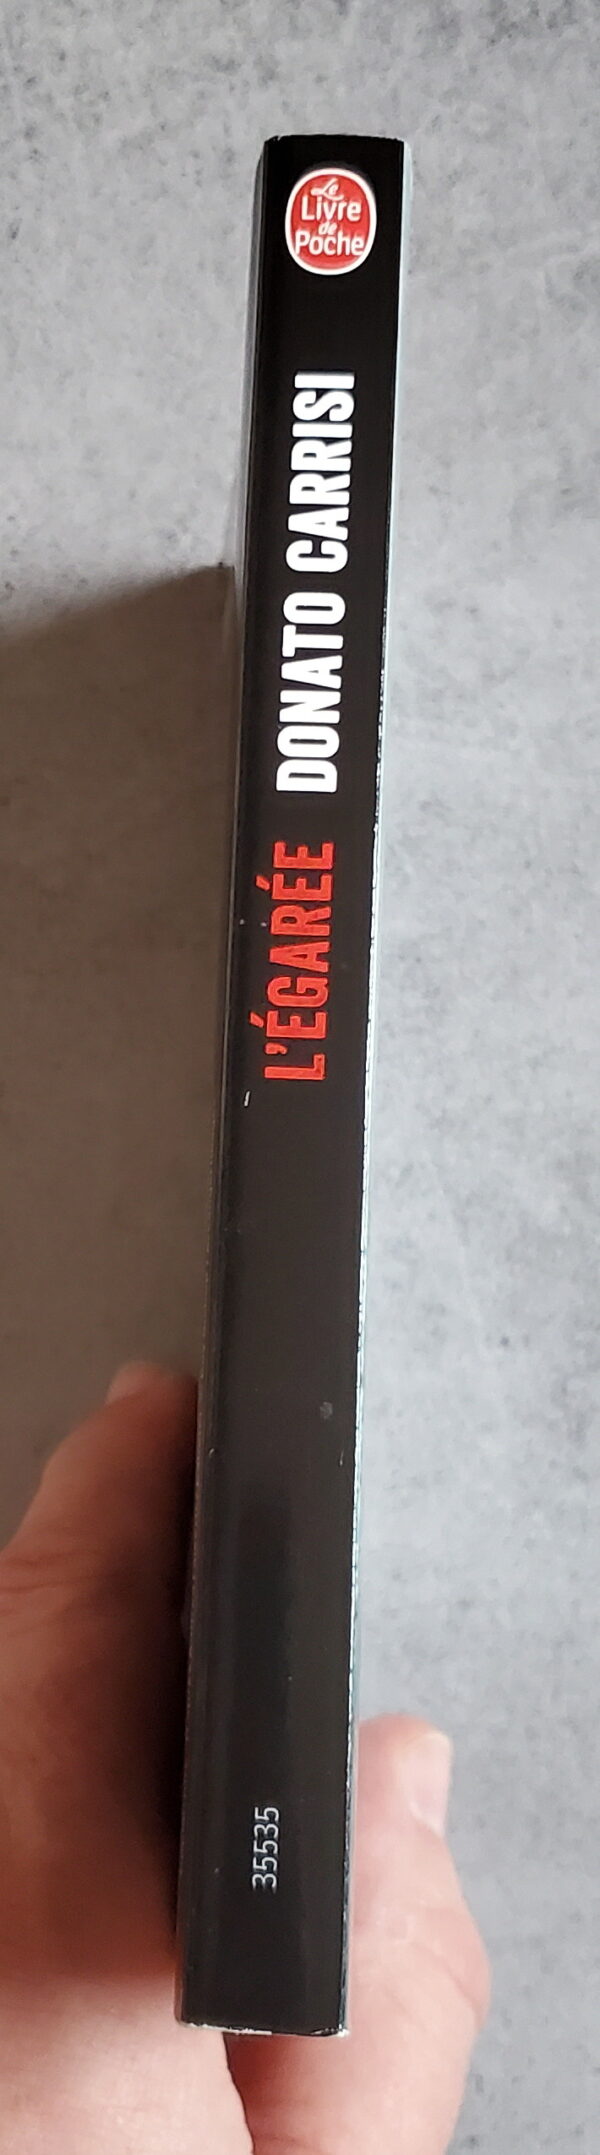 Le
Livre
de
Poche
L'ÉGARÉE DONATO CARRISI
35535